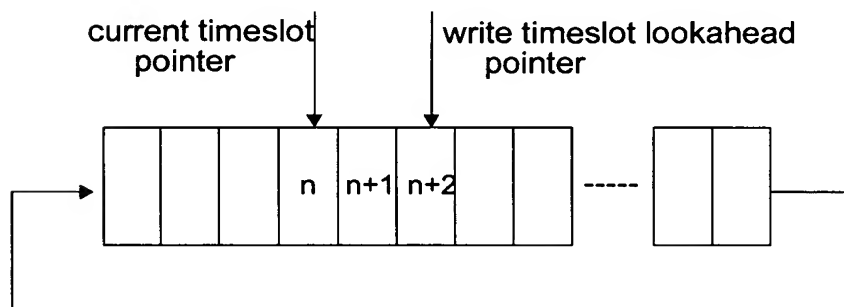 current timeslot
pointer
write timeslot lookahead
pointer
n
n+1
n+2